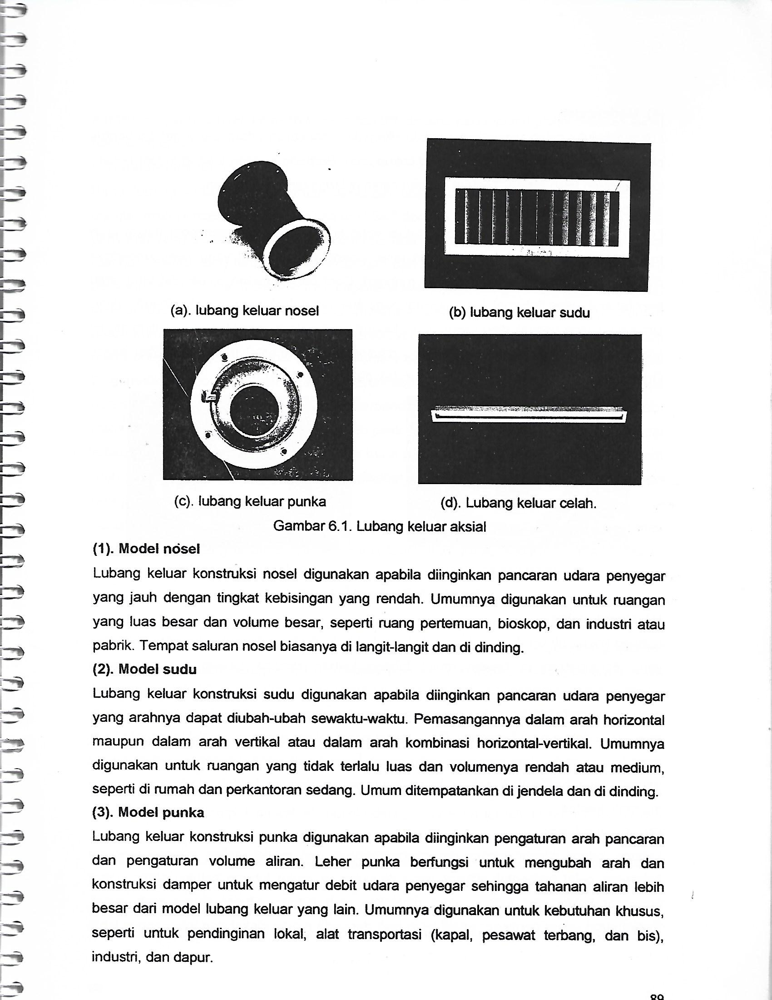 (a). lubang keluar nosel
(b) lubang keluar sudu
(c). lubang keluar punka
(d). Lubang keluar celah.
Gambar 6.1. Lubang keluar aksial
(1). Model nosel
Lubang keluar konstruksi nosel digunakan apabila diinginkan pancaran udara penyegar
yang jauh dengan tingkat kebisingan yang rendah. Umumnya digunakan untuk ruangan
yang luas besar dan volume besar, seperti ruang pertemuan, bioskop, dan industri atau
pabrik. Tempat saluran nosel biasanya di langit-langit dan di dinding.
(2). Model sudu
Lubang keluar konstruksi sudu digunakan apabila diinginkan pancaran udara penyegar
yang arahnya dapat diubah-ubah sewaktu-waktu. Pemasangannya dalam arah horizontal
maupun dalam arah vertikal atau dalam arah kombinasi horizontal-vertikal. Umumnya
digunakan untuk ruangan yang tidak terlalu luas dan volumenya rendah atau medium,
seperti di rumah dan perkantoran sedang. Umum ditempatankan di jendela dan di dinding.
(3). Model punka
Lubang keluar konstruksi punka digunakan apabila diinginkan pengaturan arah pancaran
dan pengaturan volume aliran. Leher punka berfungsi untuk mengubah arah dan
konstruksi damper untuk mengatur debit udara penyegar sehingga tahanan aliran lebih
besar dari model lubang keluar yang lain. Umumnya digunakan untuk kebutuhan khusus,
seperti untuk pendinginan lokal, alat transportasi (kapal, pesawat terbang, dan bis),
industri, dan dapur.
89